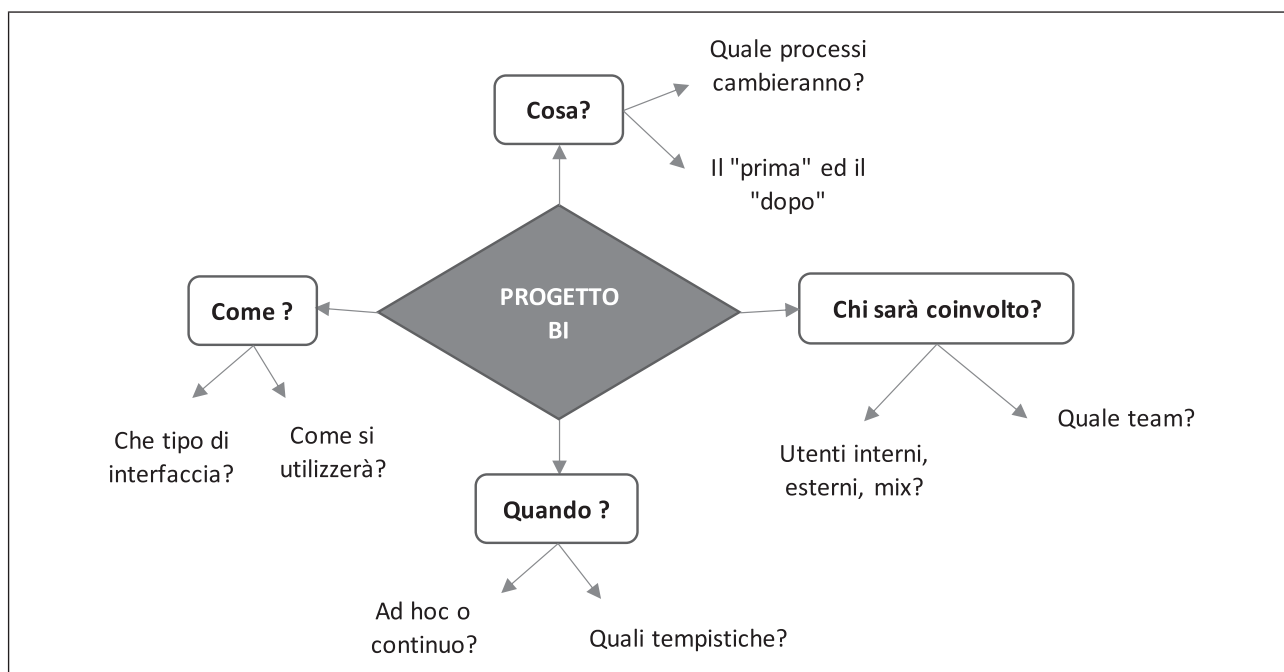 Quale processi
cambieranno?
Cosa?
Il "prima" ed il
"dopo"
PROGETTO
BI
Come ?
Chi sarà coinvolto?
Che tipo di
interfaccia?
Come si
utilizzerà?
Quale team?
Utenti interni,
esterni, mix?
Quando ?
Ad hoc o
continuo?
Quali tempistiche?